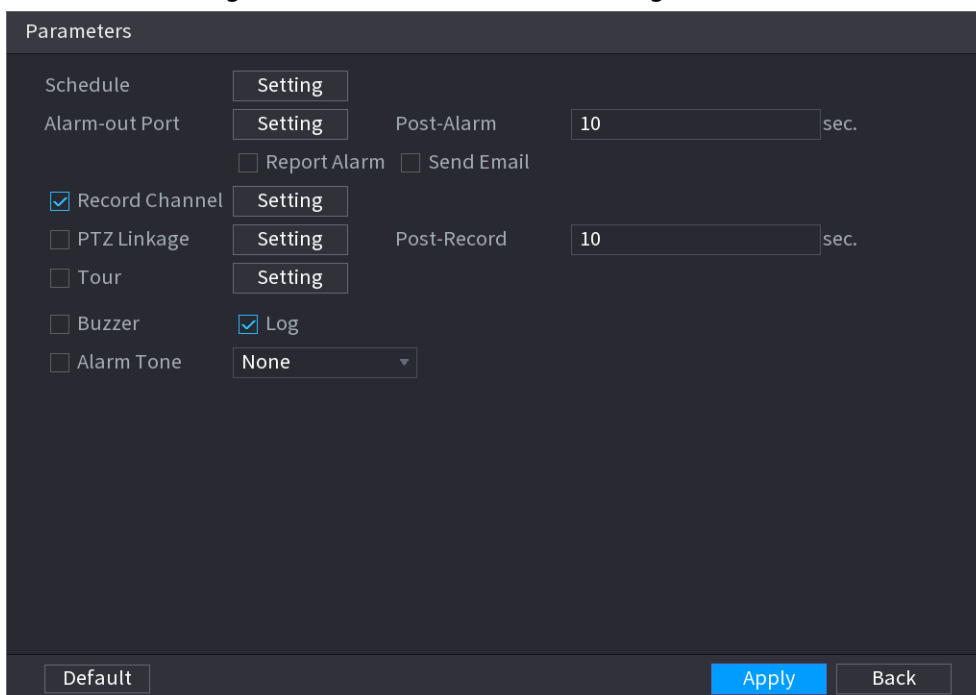 Parameters
Schedule Setting
Alarm-out Port Setting Post-Alarm 10 sec.
Report Alarm Send Email
Record Channel Setting
PTZ Linkage Setting Post-Record 10 sec.
Tour Setting
Buzzer Log
Alarm Tone None
Default Apply Back